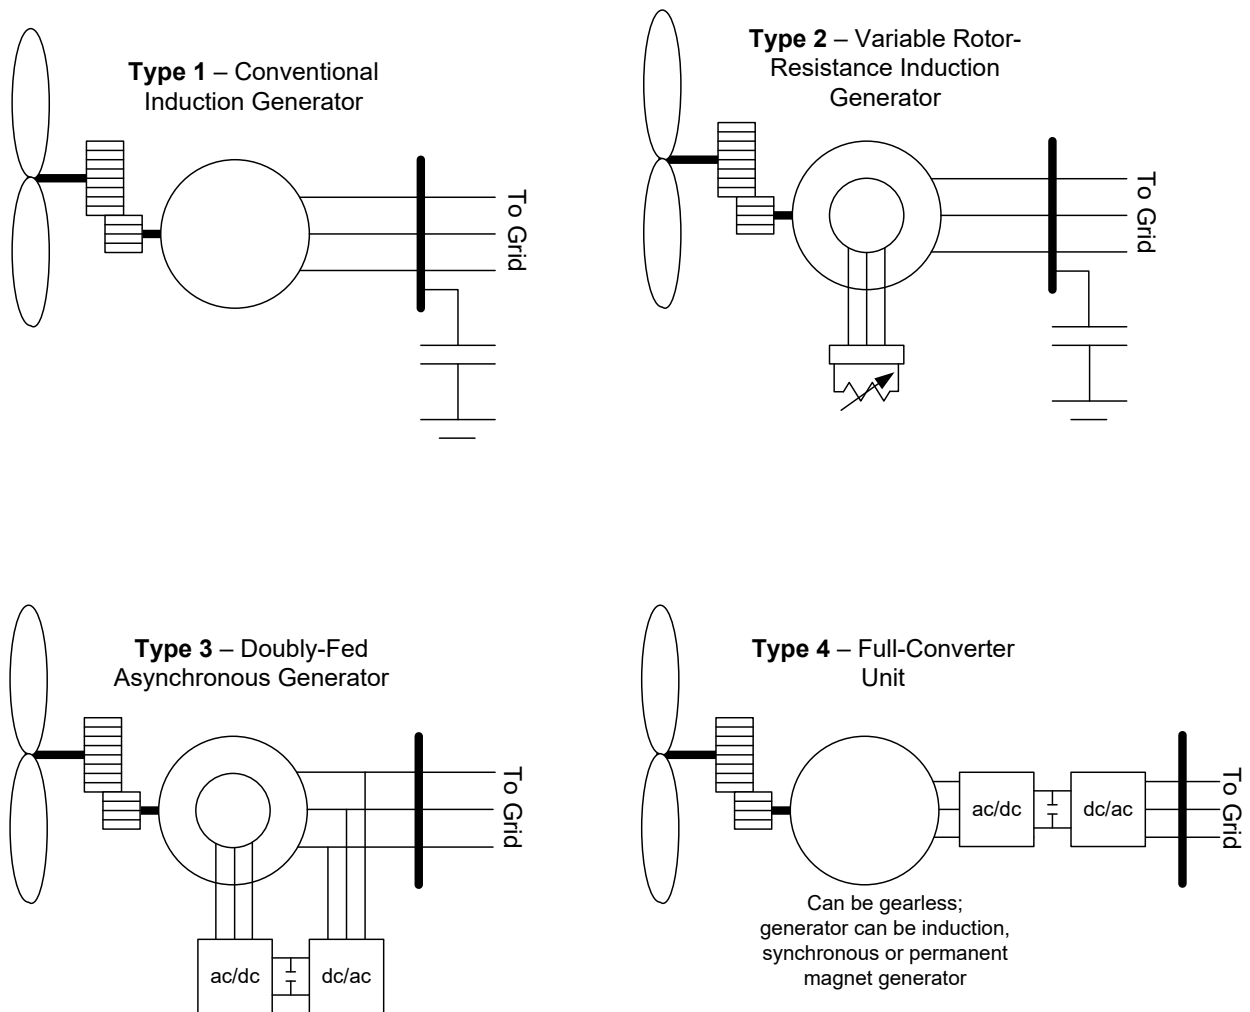 Type 1 – Conventional
Induction Generator
To Grid
Type 2 – Variable Rotor-
Resistance Induction
Generator
To Grid
Type 3 – Doubly-Fed
Asynchronous Generator
To Grid
ac/dc
dc/ac
Type 4 – Full-Converter
Unit
ac/dc
dc/ac
To Grid
Can be gearless;
generator can be induction,
synchronous or permanent
magnet generator